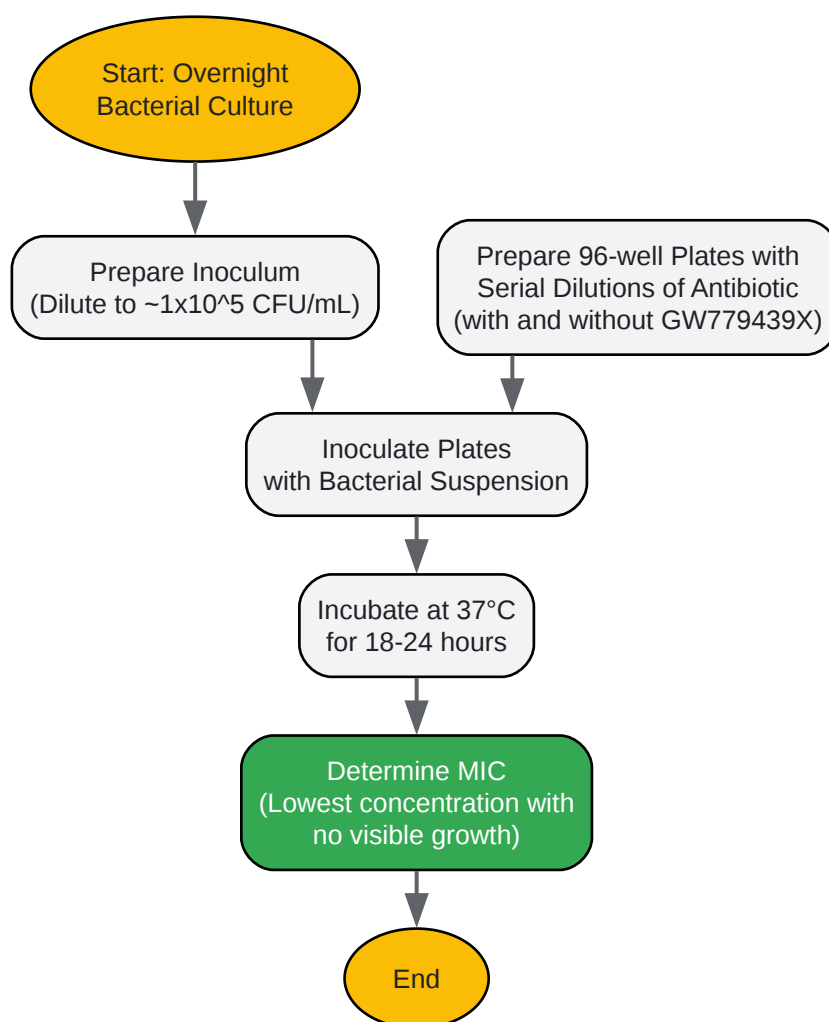 Start: Overnight
Bacterial Culture
Prepare Inoculum
(Dilute to ~1x10^5 CFU/mL)
Prepare 96-well Plates with
Serial Dilutions of Antibiotic
(with and without GW779439X)
Inoculate Plates
with Bacterial Suspension
Incubate at 37°C
for 18-24 hours
Determine MIC
(Lowest concentration with
no visible growth)
End